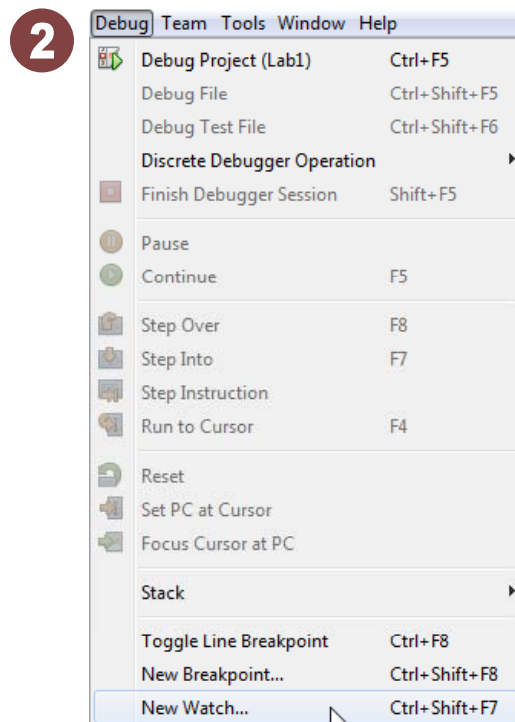 2
Debug Team Tools Window Help
Debug Project (Lab1) Ctrl+F5
Debug File Ctrl+Shift+F5
Debug Test File Ctrl+Shift+F6
Discrete Debugger Operation
Finish Debugger Session Shift+F5
Pause
Continue F5
Step Over F8
Step Into F7
Step Instruction
Run to Cursor F4
Reset
Set PC at Cursor
Focus Cursor at PC
Stack
Toggle Line Breakpoint Ctrl+F8
New Breakpoint... Ctrl+Shift+F8
New Watch... Ctrl+Shift+F7